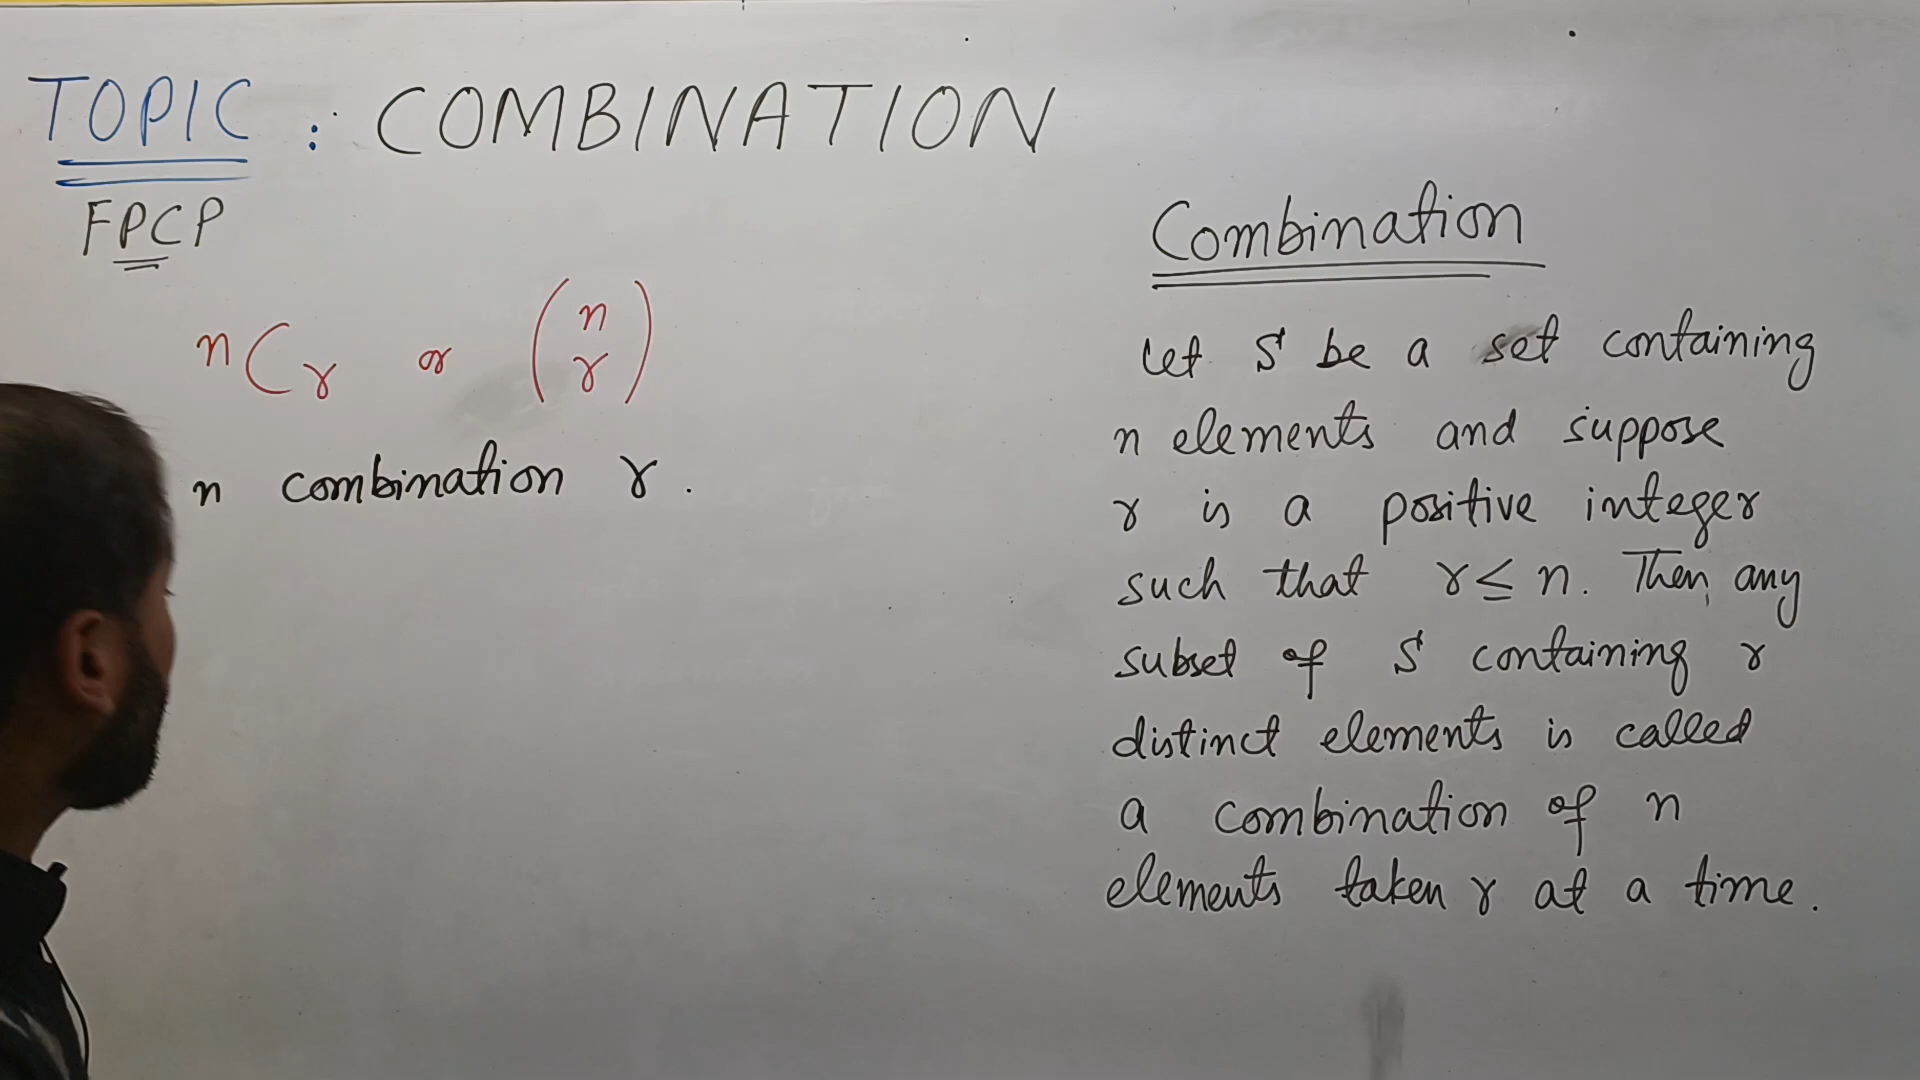 TOPIC : COMBINATION
FPCP
nCr or (n r)
n combination r.
Combination
Let S be a set containing
n elements and suppose
r is a positive integer
such that r ≤ n. Then, any
subset of S containing r
distinct elements is called
a combination of n
elements taken r at a time.